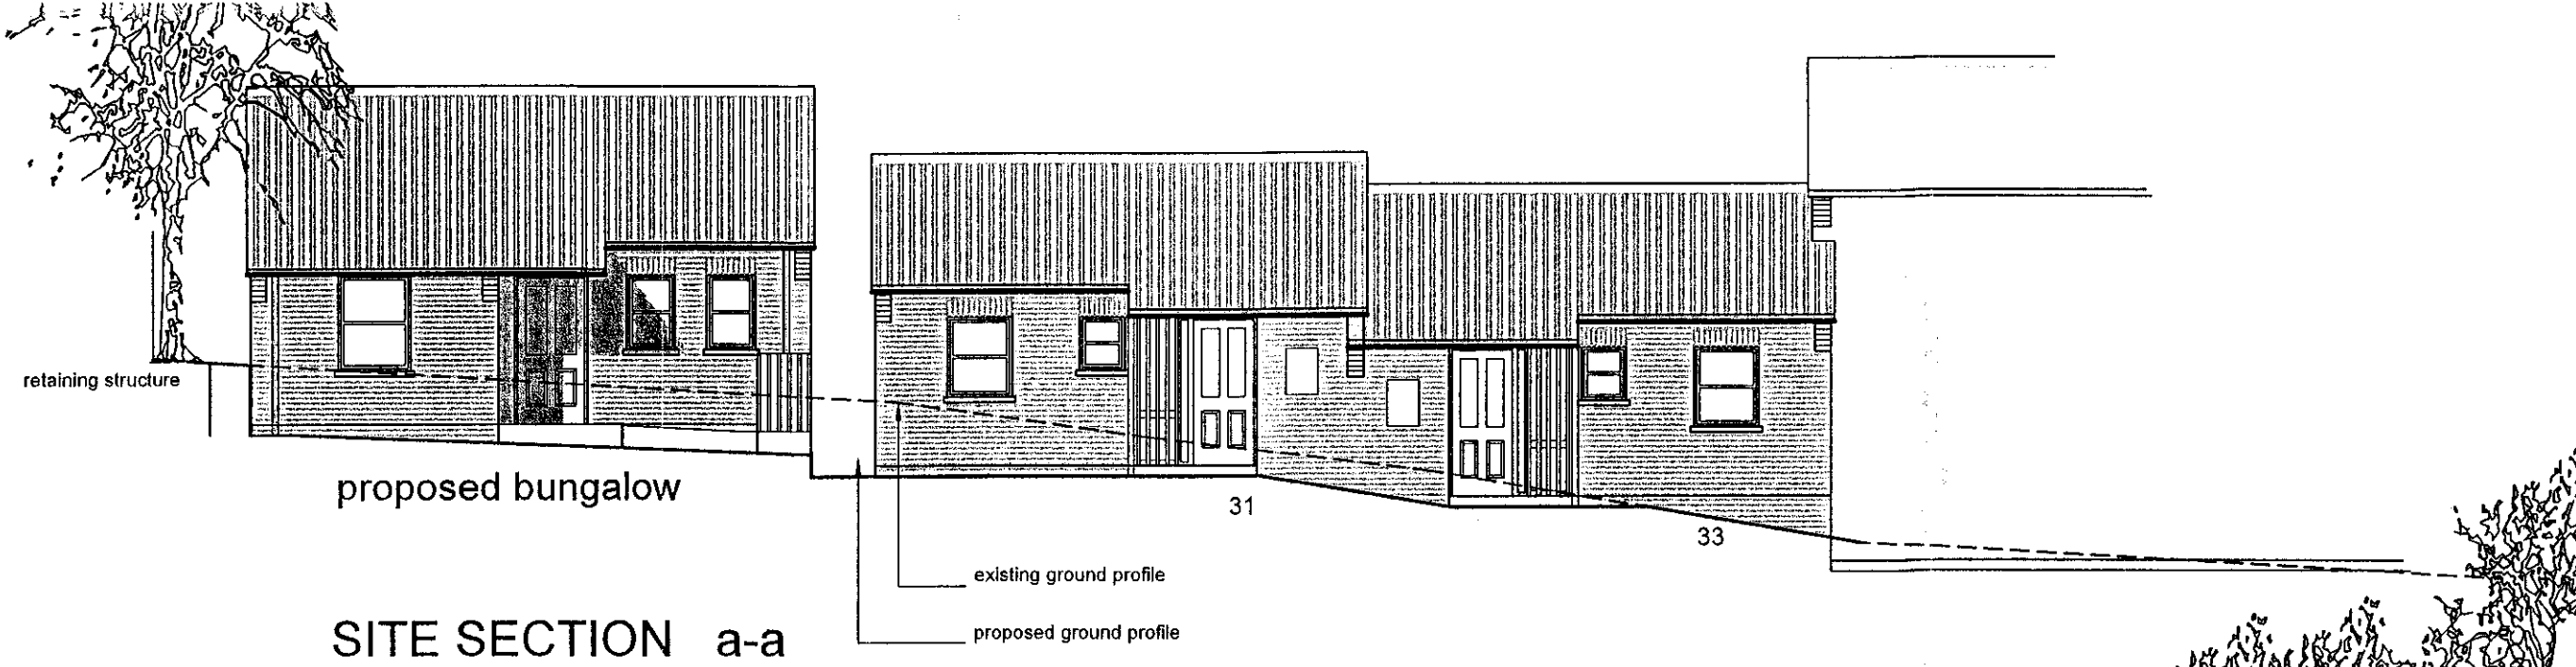 retaining structure
proposed bungalow
31
33
existing ground profile
proposed ground profile
SITE SECTION a-a